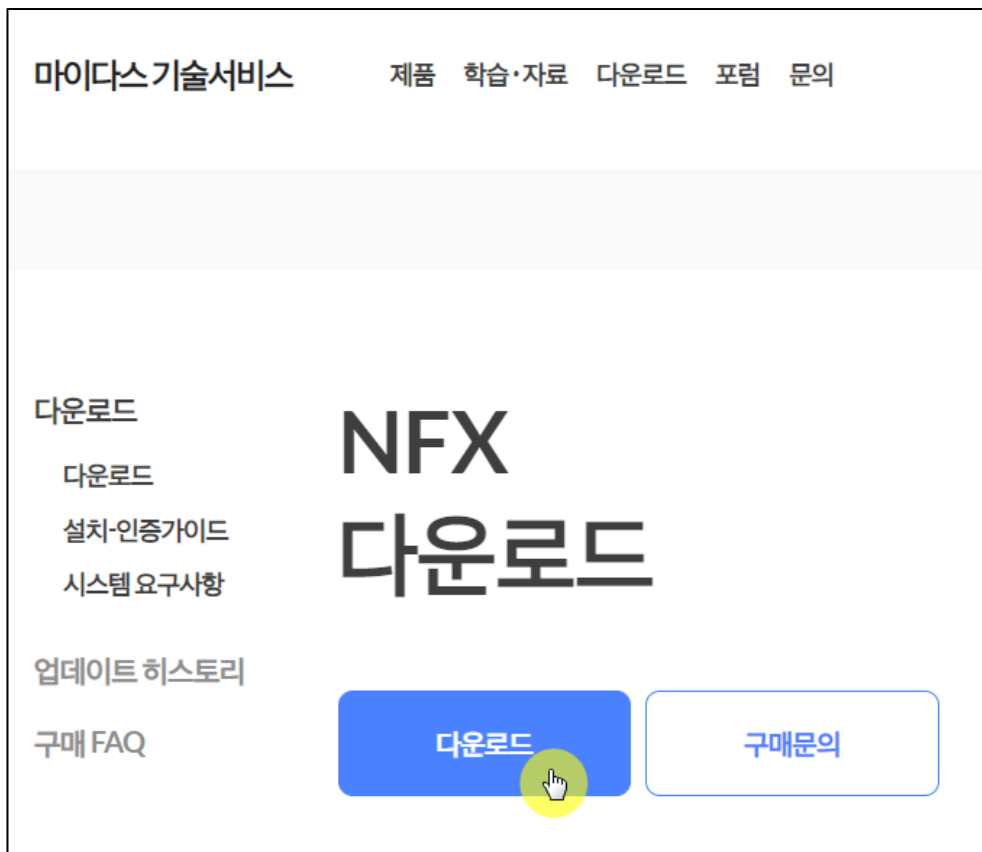 마이다스 기술서비스 제품 학습·자료 다운로드 포럼 문의
다운로드
다운로드
설치-인증가이드
시스템 요구사항
업데이트 히스토리
구매 FAQ
NFX
다운로드
다운로드 구매문의